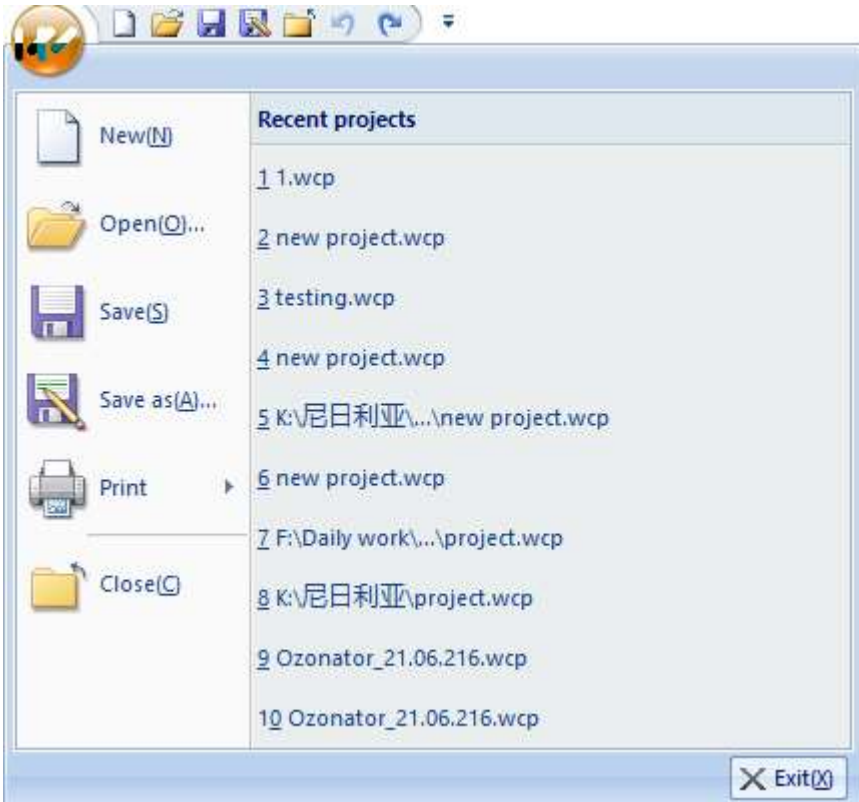 New(N)
Open(O)...
Save(S)
Save as(A)...
Print
Close(C)
Recent projects
1 1.wcp
2 new project.wcp
3 testing.wcp
4 new project.wcp
5 K:\尼日利亚\...\new project.wcp
6 new project.wcp
7 F:\Daily work\...\project.wcp
8 K:\尼日利亚\project.wcp
9 Ozonator_21.06.216.wcp
10 Ozonator_21.06.216.wcp
Exit(X)